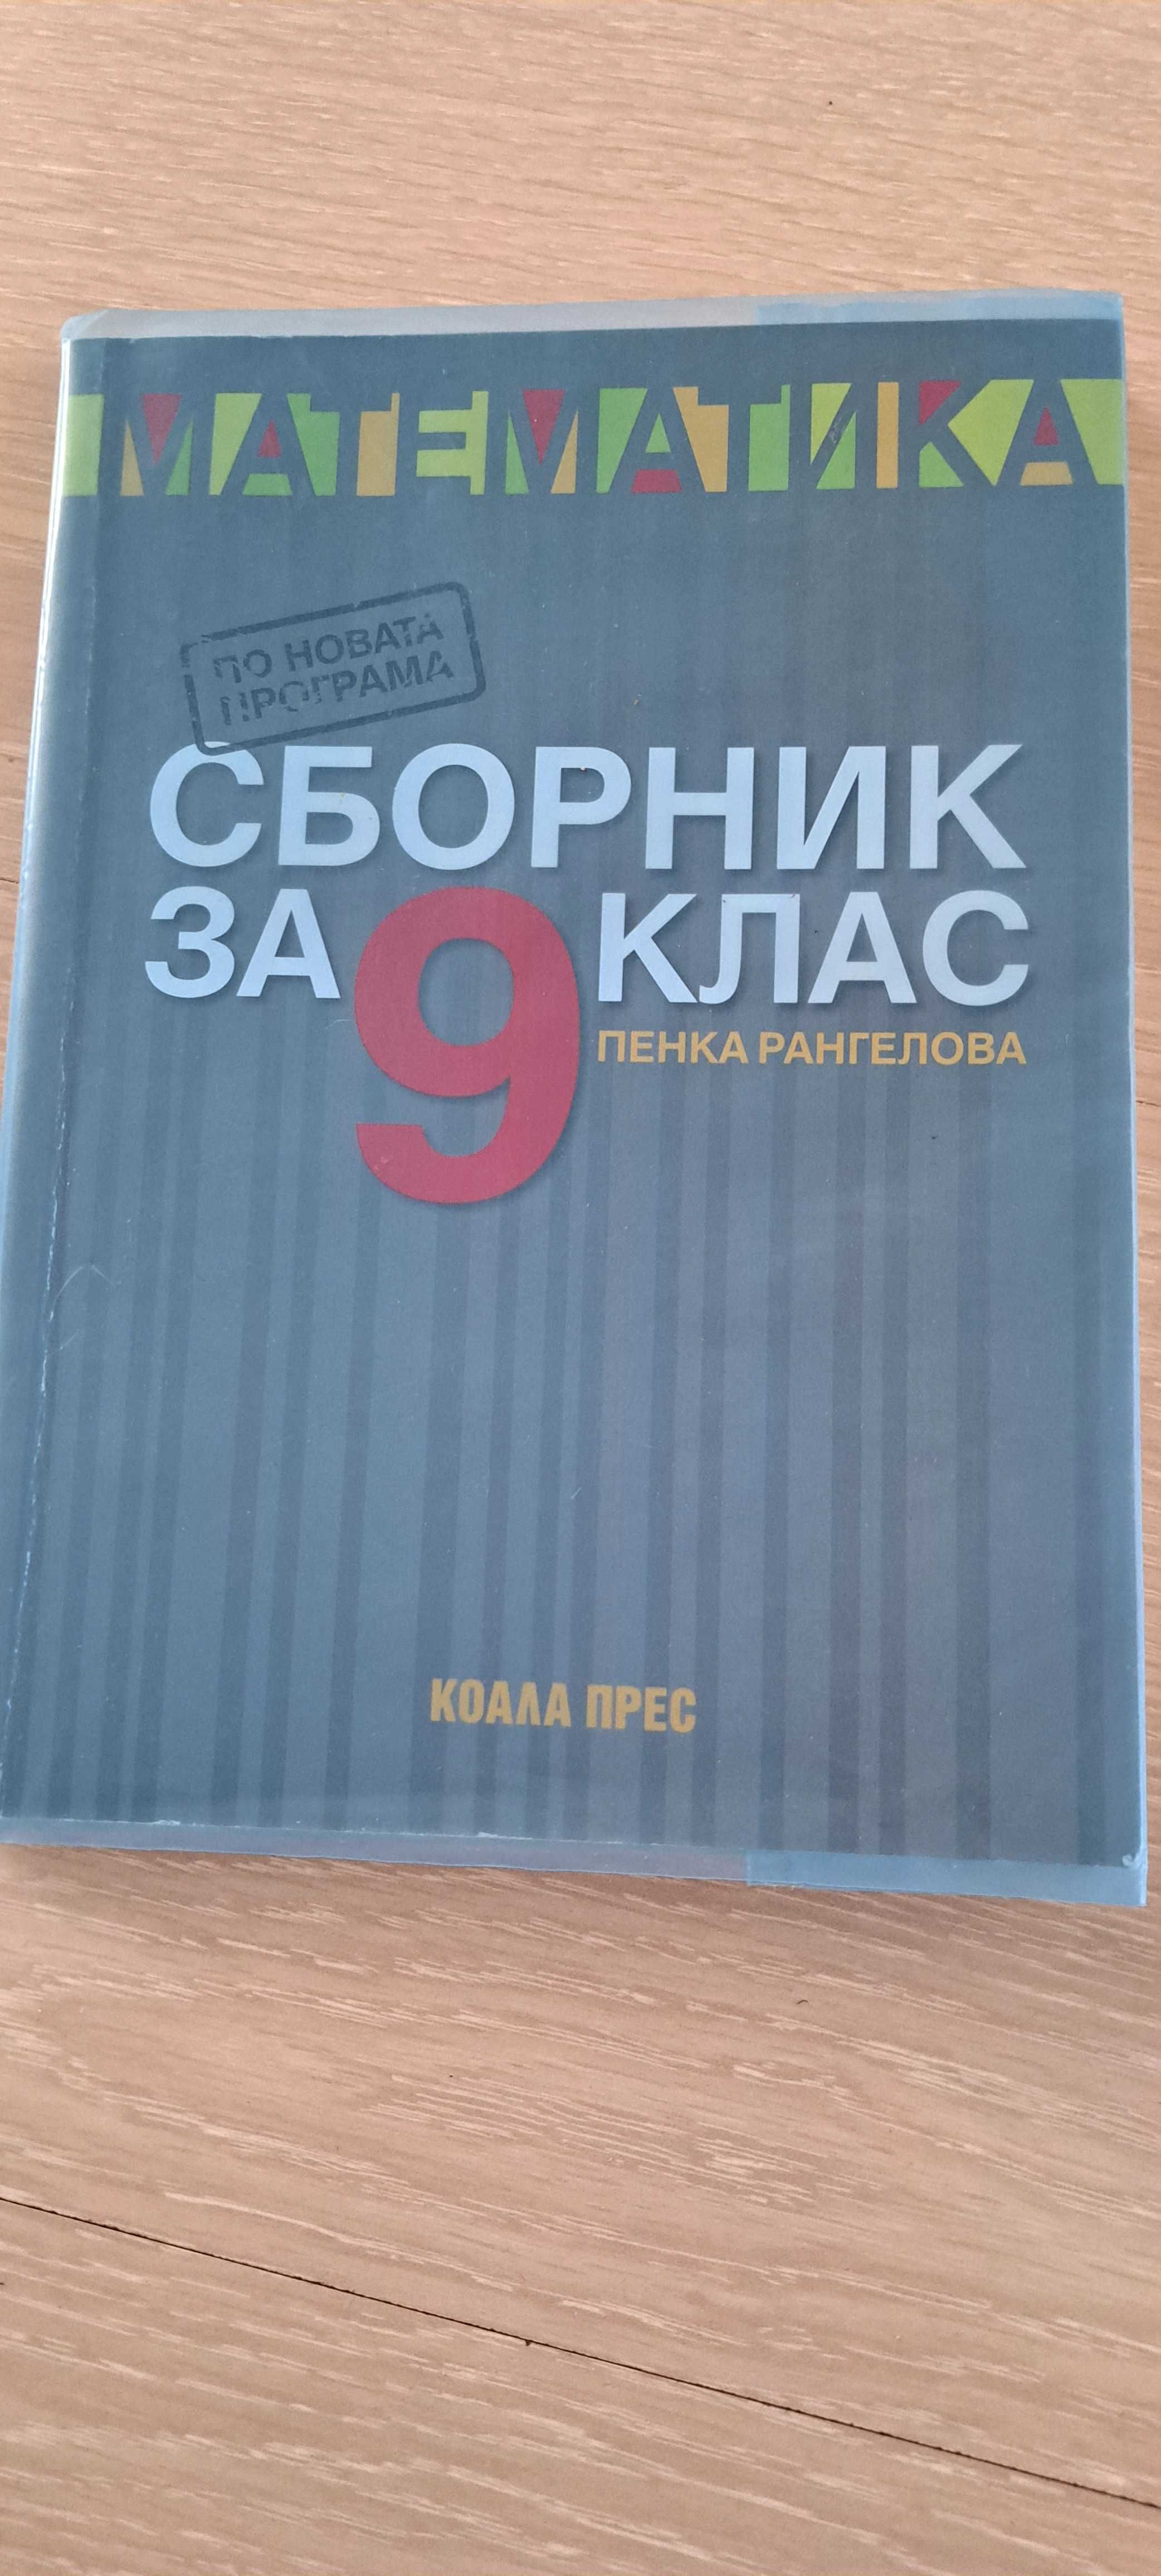 МАТЕМАТИКА
ПО НОВАТА
ПРОГРАМА
СБОРНИК
ЗА 9 КЛАС
ПЕНКА РАНГЕЛОВА
КОАЛА ПРЕС